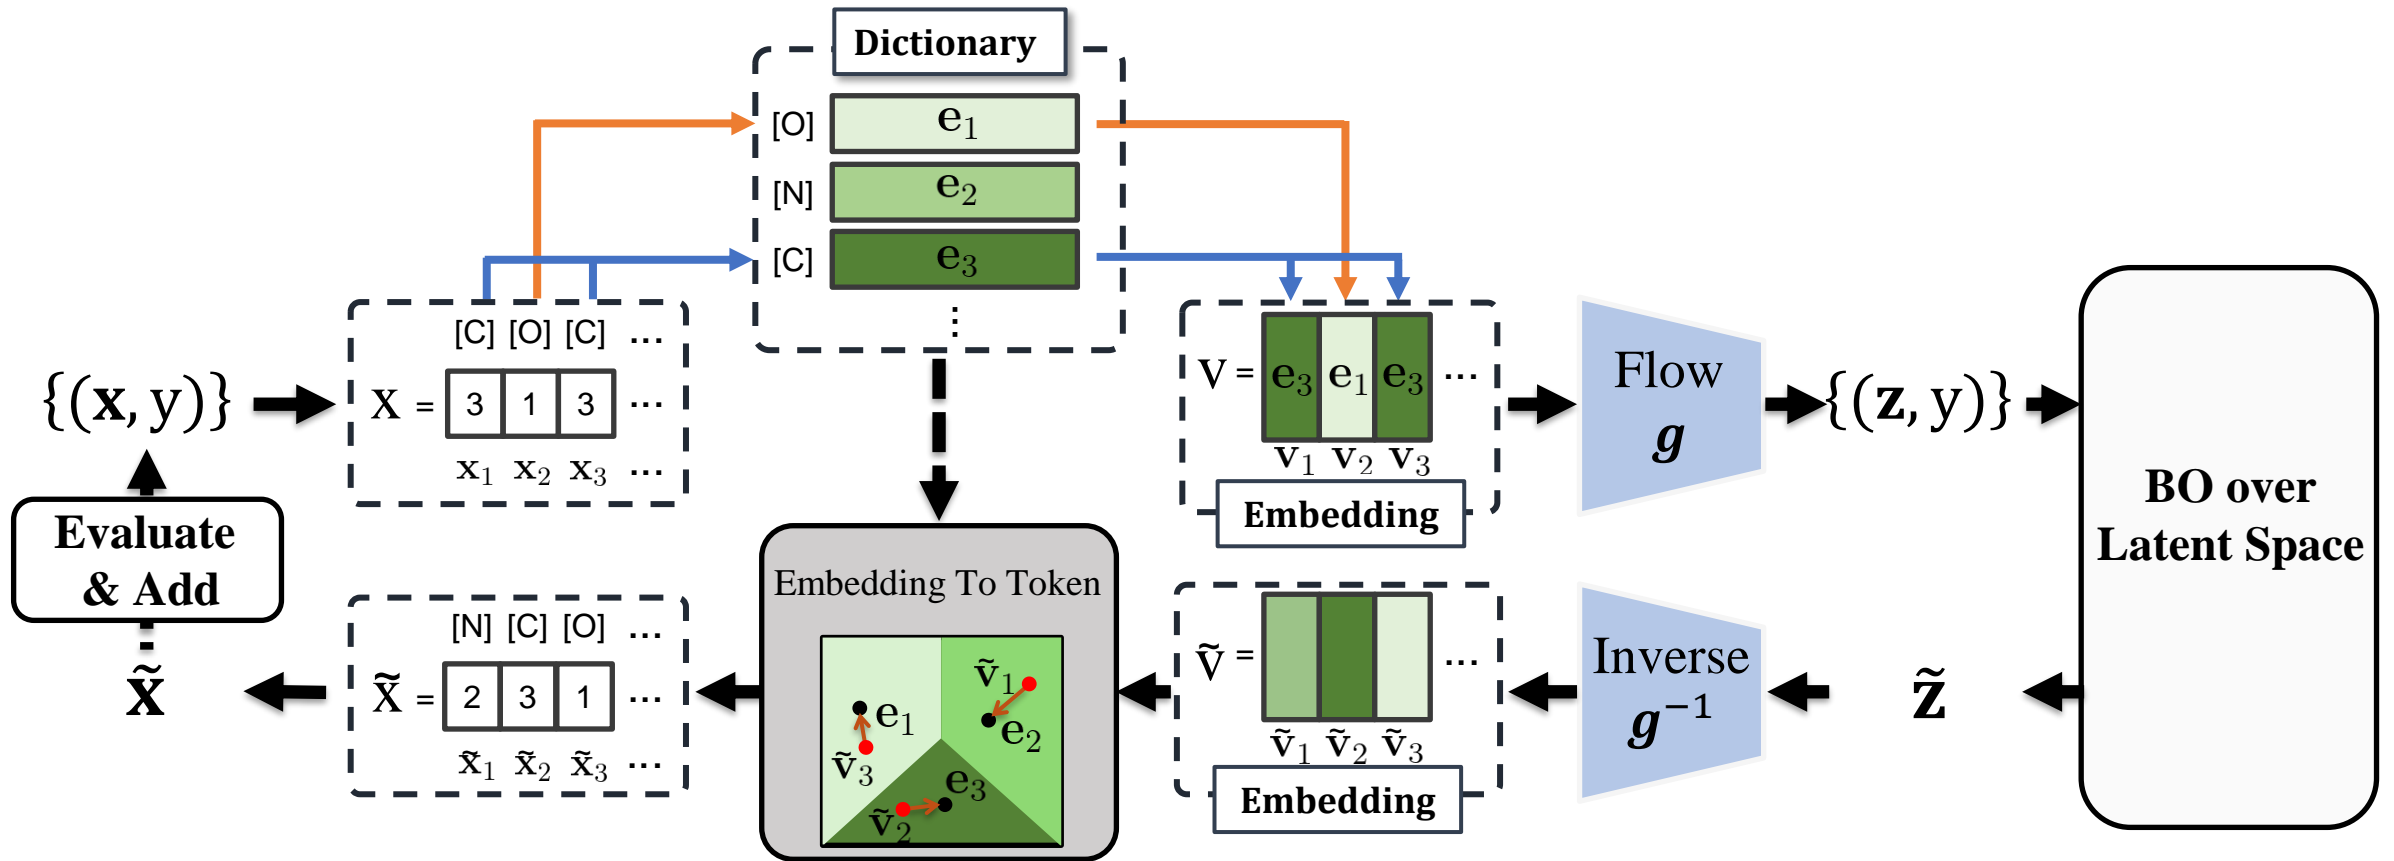 Dictionary
[O] e₁
[N] e₂
[C] e₃
⋮
[C] [O] [C] ...
X = 3 1 3 ...
x₁ x₂ x₃ ...
{(x, y)}
V = e₃ e₁ e₃ ...
v₁ v₂ v₃
Embedding
Flow
g
{(z, y)}
BO over
Latent Space
Evaluate
& Add
x̃
[N] [C] [O] ...
X̃ = 2 3 1 ...
x̃₁ x̃₂ x̃₃ ...
Embedding To Token
ṽ₁
e₁
e₂
ṽ₃
e₃
ṽ₂
Ṽ = ...
ṽ₁ ṽ₂ ṽ₃
Embedding
Inverse
g⁻¹
z̃